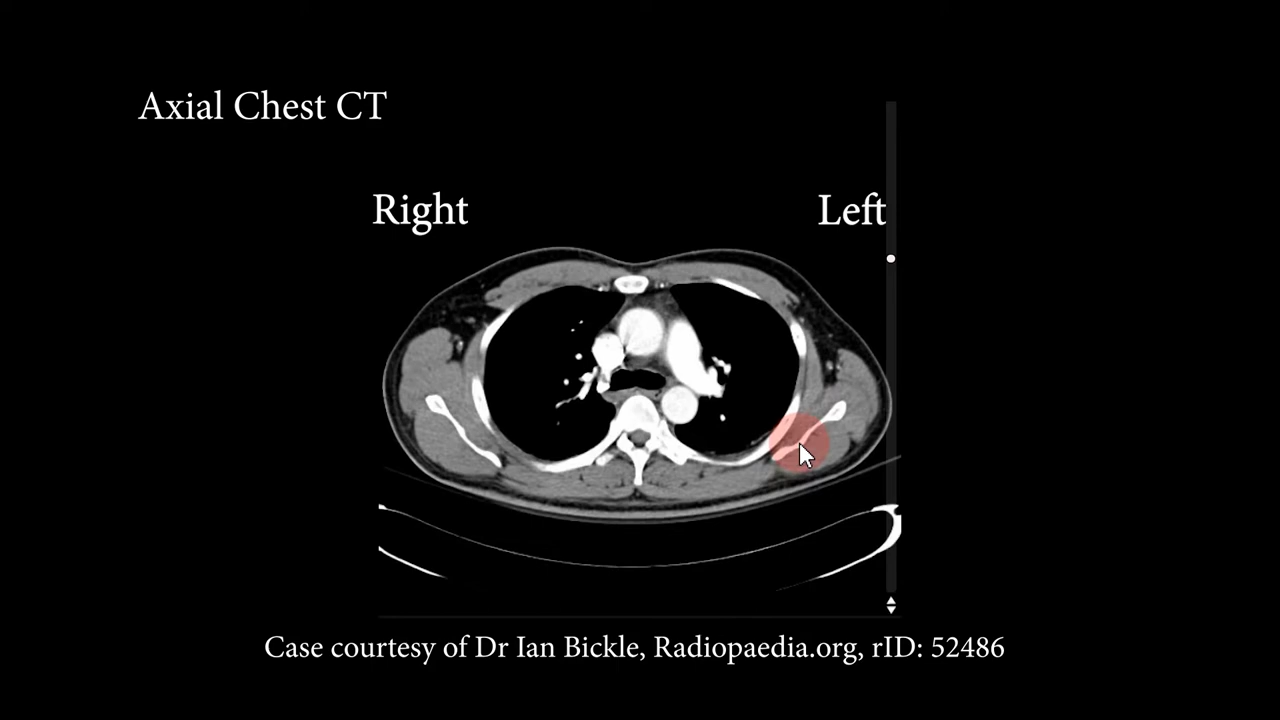 Axial Chest CT
Right
Left
Case courtesy of Dr Ian Bickle, Radiopaedia.org, rID: 52486